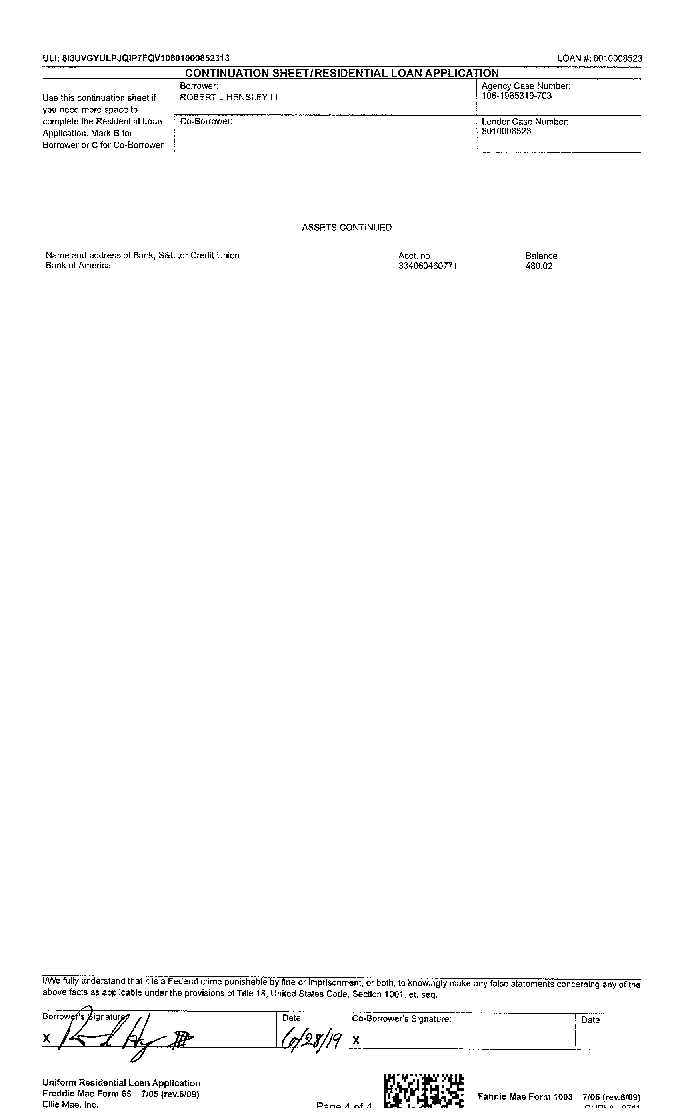 ULI: 8I3UVGYULPJQIP7FQV10801000852313 LOAN #: 8010008523
CONTINUATION SHEET/RESIDENTIAL LOAN APPLICATION
Use this continuation sheet if
you need more space to
complete the Residential Loan
Application. Mark B for
Borrower or C for Co-Borrower
Borrower:
ROBERT L HENSLEY III
Agency Case Number:
106-1985319-703
Co-Borrower:
Lender Case Number:
8010008523
ASSETS CONTINUED
Name and address of Bank, S&L, or Credit Union Acct. no. Balance
Bank of America 334060460771 480.02
I/We fully understand that it is a Federal crime punishable by fine or imprisonment, or both, to knowingly make any false statements concerning any of the
above facts as applicable under the provisions of Title 18, United States Code, Section 1001, et. seq.
Borrower's Signature Date Co-Borrower's Signature: Date
X 6/28/19 X
Uniform Residential Loan Application
Freddie Mac Form 65 7/05 (rev.6/09) Fannie Mae Form 1003 7/05 (rev.6/09)
Ellie Mae, Inc. Page 4 of 4